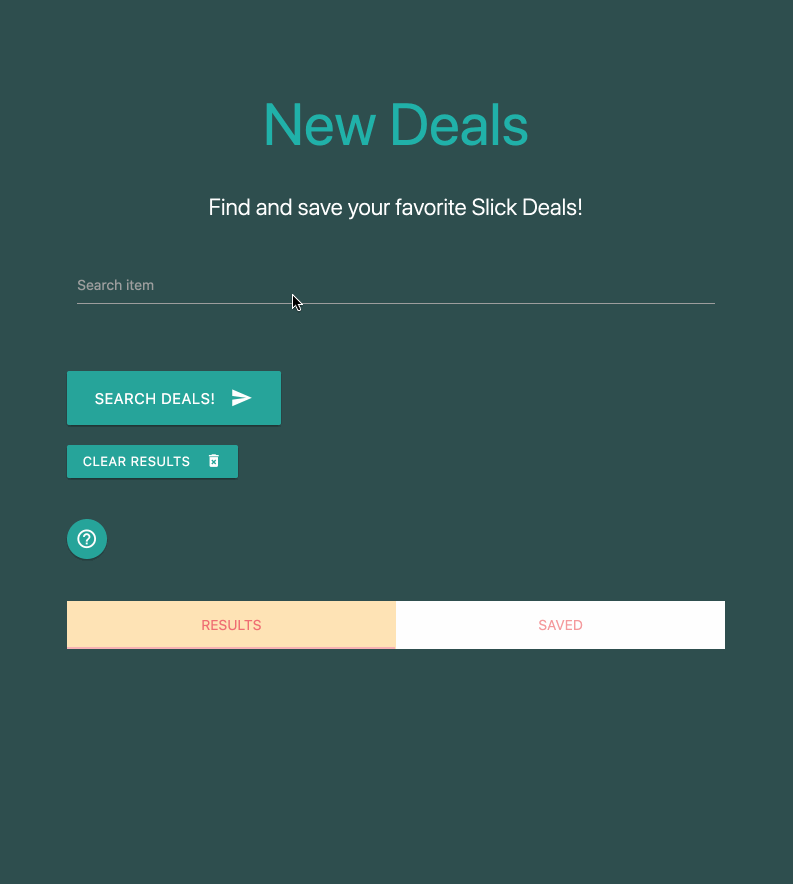 New Deals
Find and save your favorite Slick Deals!
Search item
SEARCH DEALS!
CLEAR RESULTS
RESULTS
SAVED